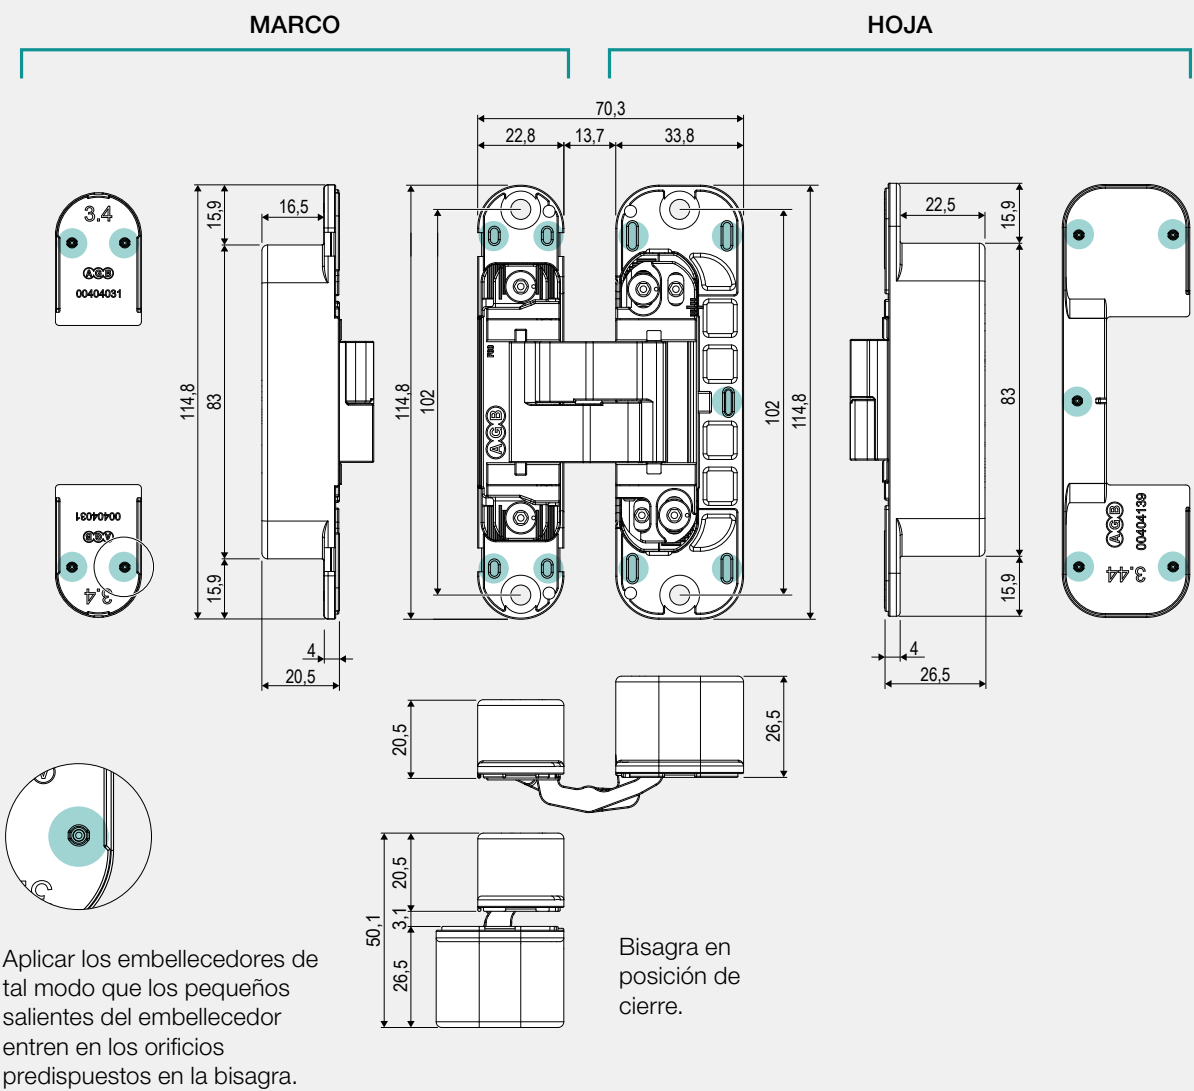 MARCO
HOJA
70,3
22,8
13,7
33,8
3,4
AGB
00404031
15,9
16,5
114,8
83
15,9
4
20,5
114,8
102
AGB
102
114,8
22,5
15,9
83
15,9
4
26,5
00404031
AGB
3.4
AGB
00404139
3.44
20,5
26,5
50,1
20,5
3,1
26,5
Aplicar los embellecedores de
tal modo que los pequeños
salientes del embellecedor
entren en los orificios
predispuestos en la bisagra.
Bisagra en
posición de
cierre.